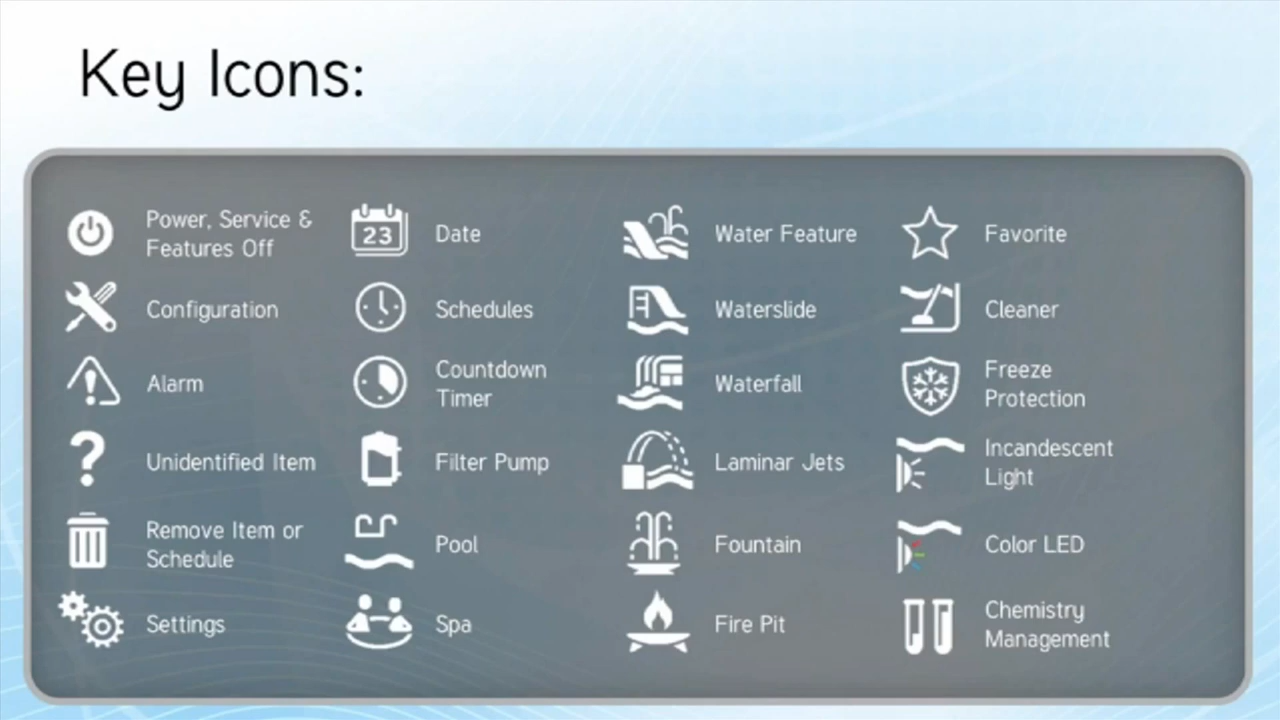 Key Icons:
Power, Service &
Features Off
Configuration
Alarm
Unidentified Item
Remove Item or
Schedule
Settings
23
Date
Schedules
Countdown
Timer
Filter Pump
Pool
Spa
Water Feature
Waterslide
Waterfall
Laminar Jets
Fountain
Fire Pit
Favorite
Cleaner
Freeze
Protection
Incandescent
Light
Color LED
Chemistry
Management